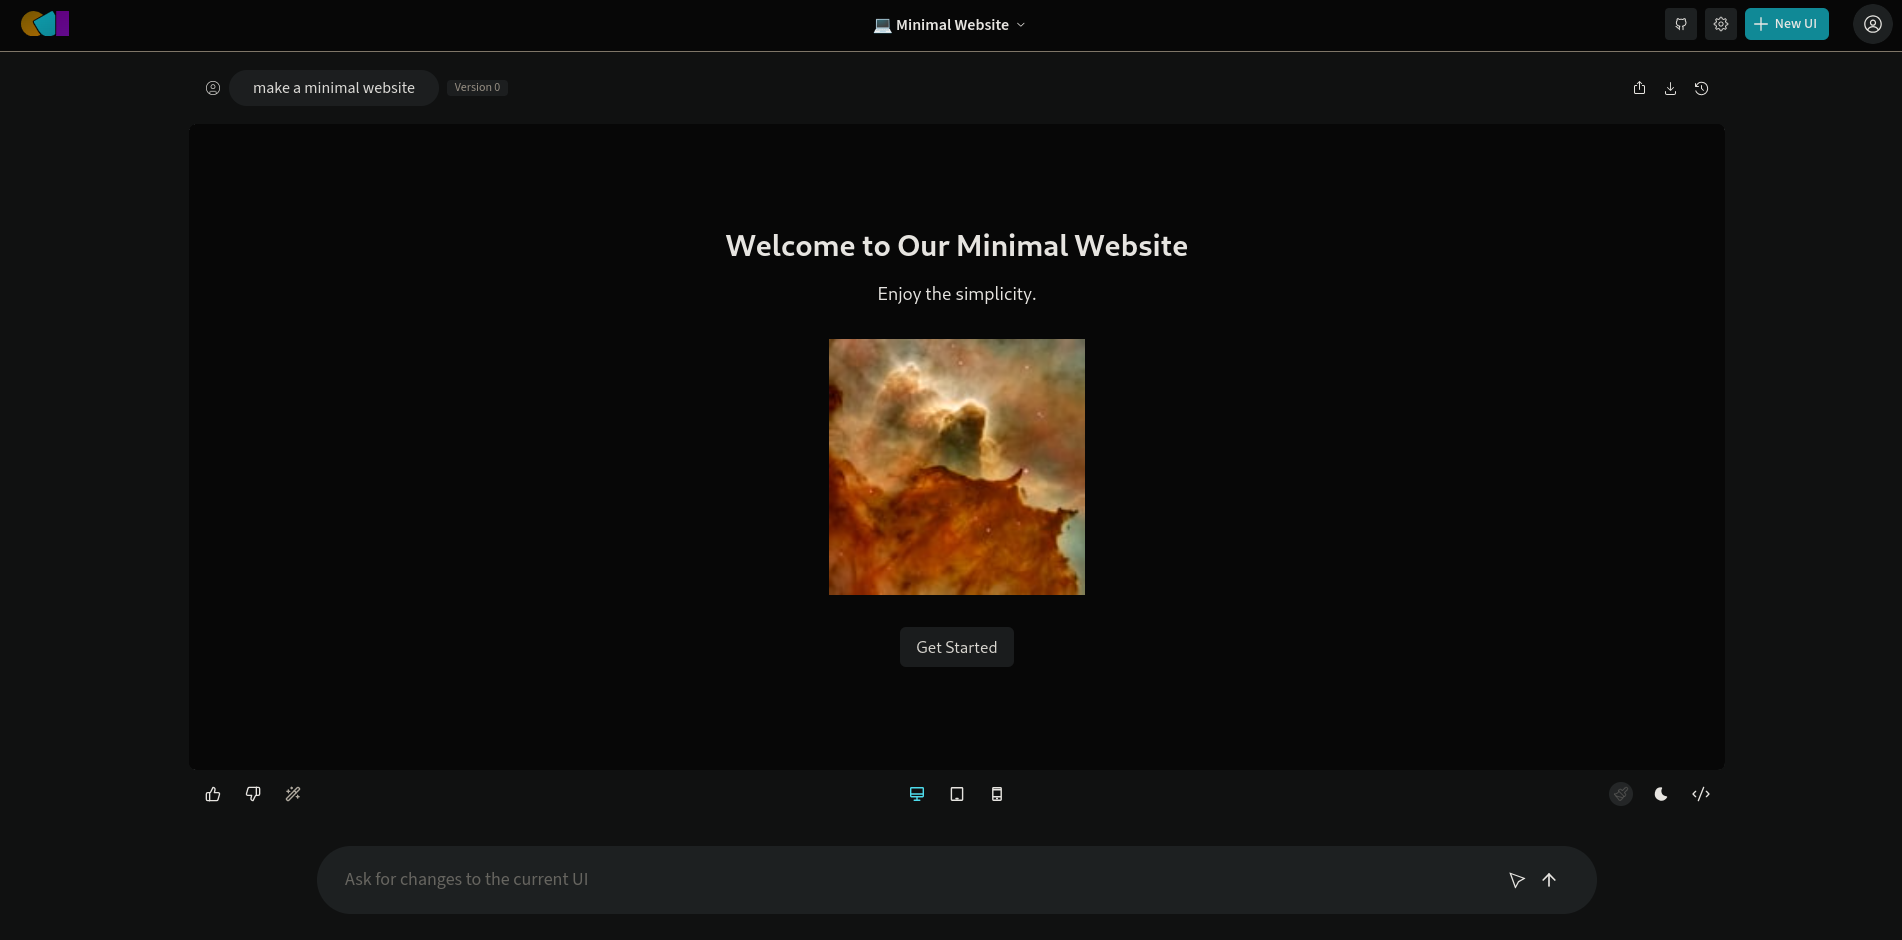 Minimal Website
New UI
make a minimal website
Version 0
Welcome to Our Minimal Website
Enjoy the simplicity.
Get Started
Ask for changes to the current UI